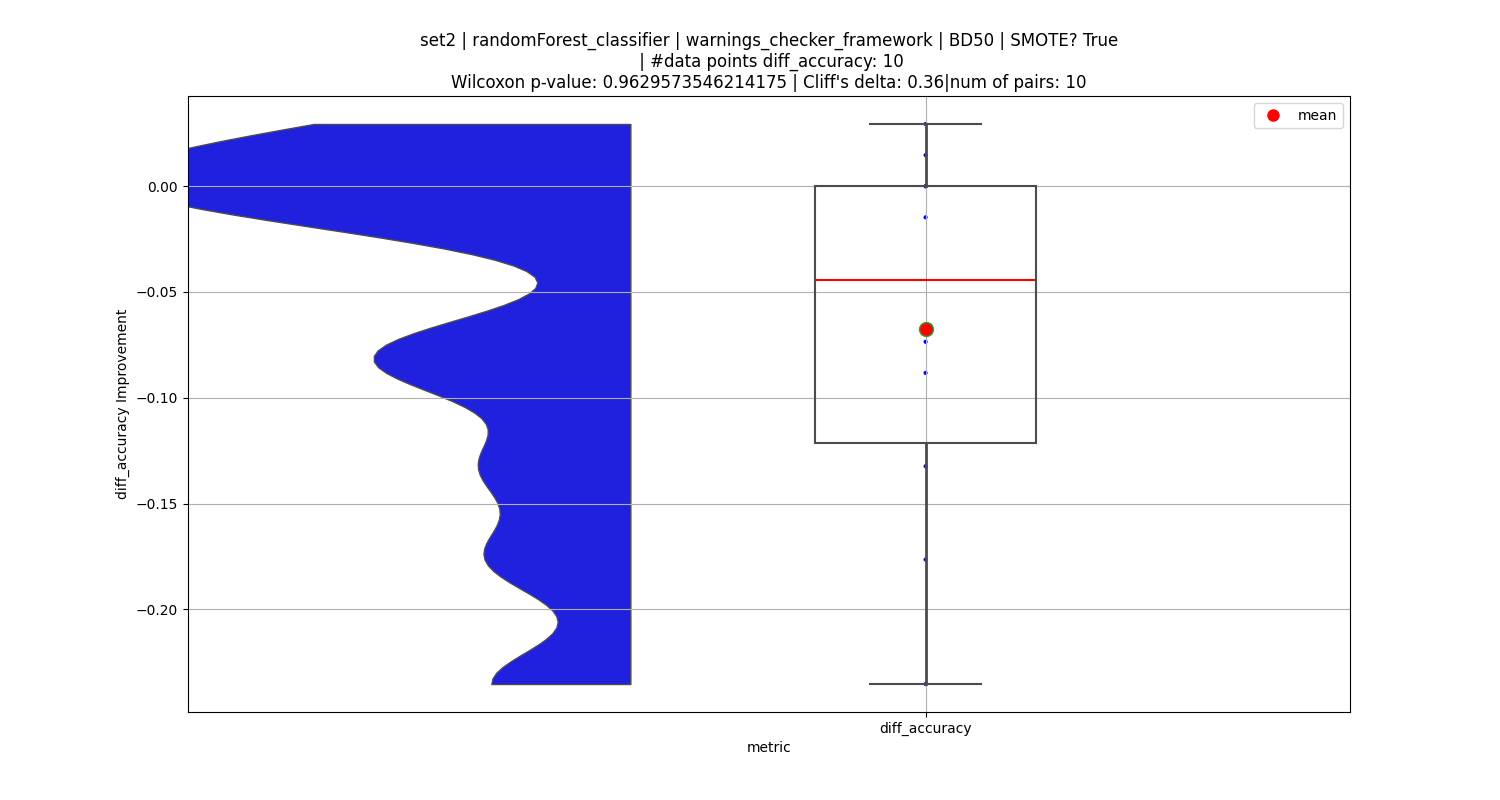 set2 | randomForest_classifier | warnings_checker_framework | BD50 | SMOTE? True
| #data points diff_accuracy: 10
Wilcoxon p-value: 0.9629573546214175 | Cliff's delta: 0.36|num of pairs: 10
mean
0.00
−0.05
−0.10
−0.15
−0.20
diff_accuracy Improvement
diff_accuracy
metric